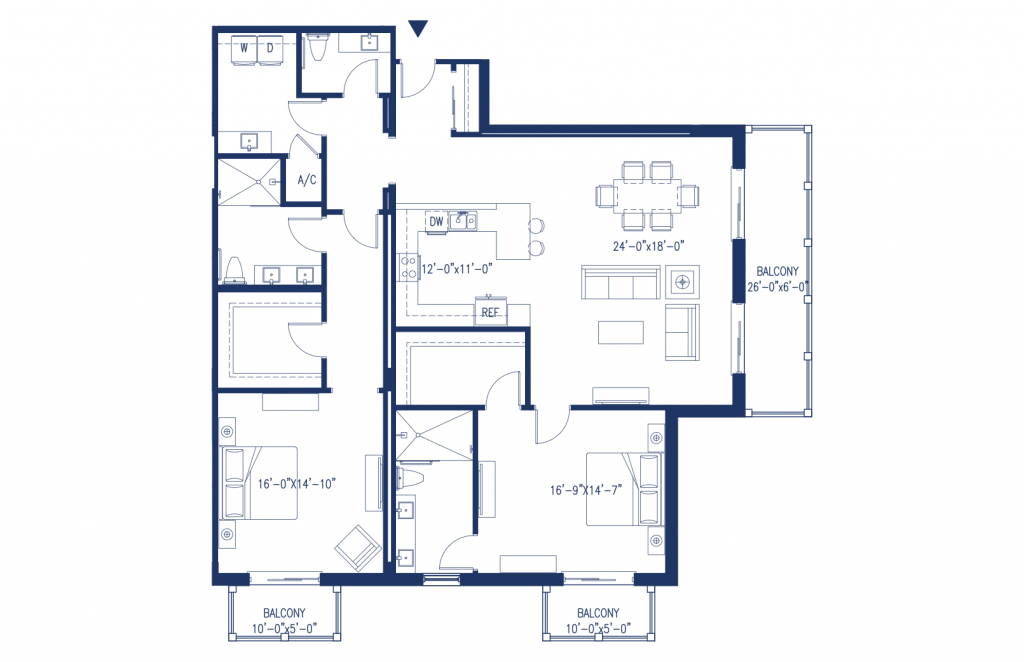 W D
A/C
DW
24'-0"x18'-0"
12'-0"x11'-0"
BALCONY
26'-0"x6'-0"
REF
16'-0"X14'-10"
16'-9"X14'-7"
BALCONY
10'-0"x5'-0"
BALCONY
10'-0"x5'-0"